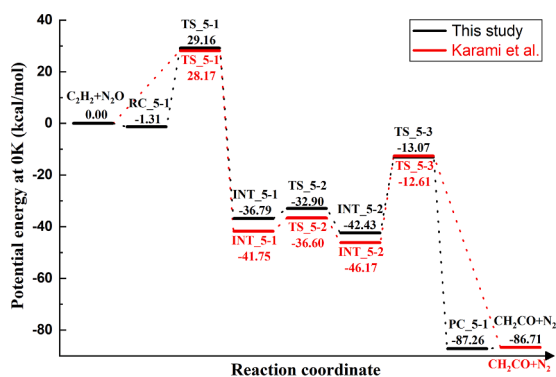 Potential energy at 0K (kcal/mol)
40
20
0
-20
-40
-60
-80
This study
Karami et al.
C₂H₂+N₂O
0.00
RC_5-1
-1.31
TS_5-1
29.16
TS_5-1
28.17
INT_5-1
-36.79
INT_5-1
-41.75
TS_5-2
-32.90
TS_5-2
-36.60
INT_5-2
-42.43
INT_5-2
-46.17
TS_5-3
-13.07
TS_5-3
-12.61
PC_5-1
-87.26
CH₂CO+N₂
-86.71
CH₂CO+N₂
Reaction coordinate